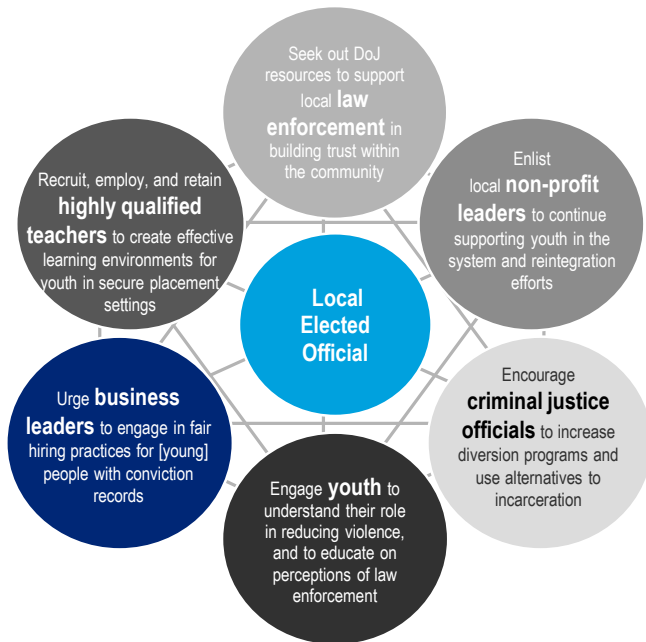 Seek out DoJ
resources to support
local law
enforcement in
building trust within
the community
Recruit, employ, and retain
highly qualified
teachers to create effective
learning environments for
youth in secure placement
settings
Enlist
local non-profit
leaders to continue
supporting youth in the
system and reintegration
efforts
Local
Elected
Official
Urge business
leaders to engage in fair
hiring practices for [young]
people with conviction
records
Encourage
criminal justice
officials to increase
diversion programs and
use alternatives to
incarceration
Engage youth to
understand their role
in reducing violence,
and to educate on
perceptions of law
enforcement